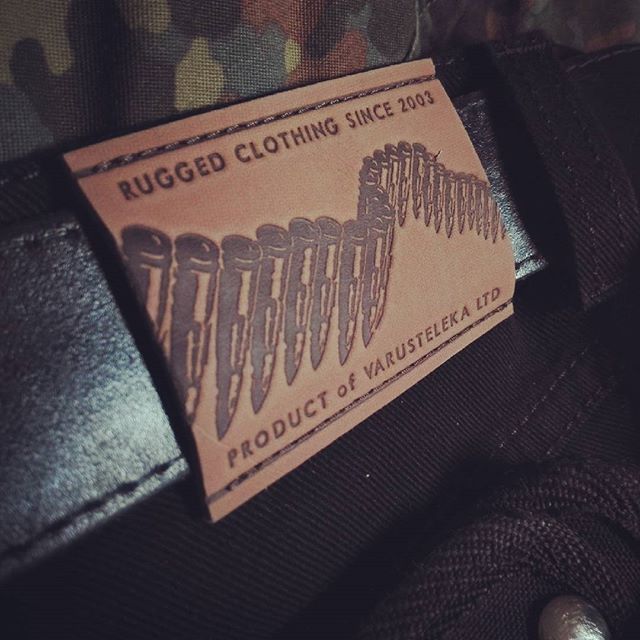 RUGGED CLOTHING SINCE 2003
PRODUCT of VARUSTELEKA LTD